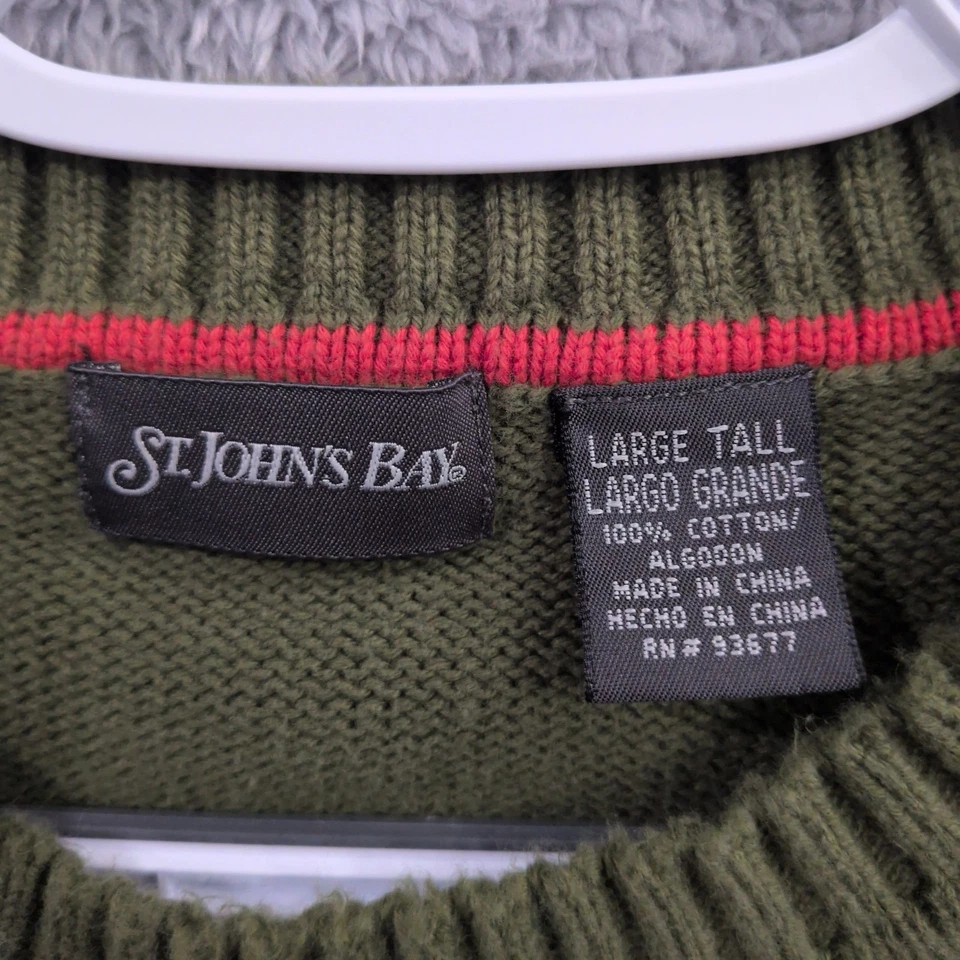 ST. JOHN'S BAY
LARGE TALL
LARGO GRANDE
100% COTTON/
ALGODON
MADE IN CHINA
HECHO EN CHINA
RN# 93677